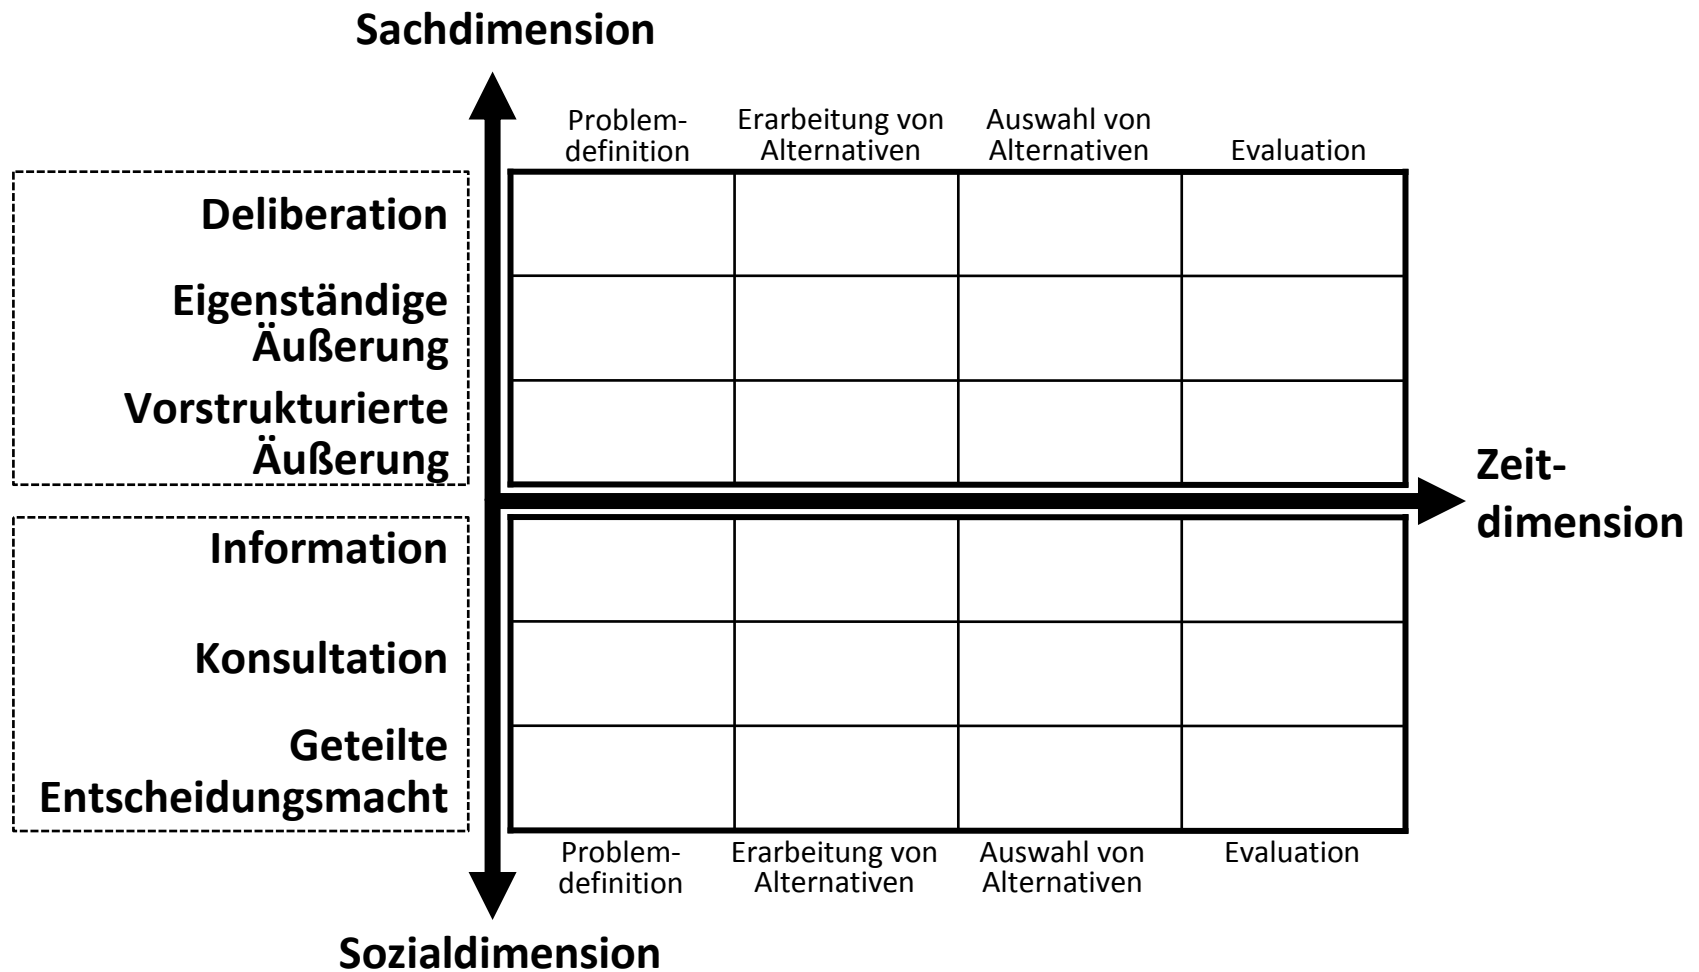 Sachdimension
Problem-
definition
Erarbeitung von
Alternativen
Auswahl von
Alternativen
Evaluation
Deliberation
Eigenständige
Äußerung
Vorstrukturierte
Äußerung
Zeit-
dimension
Information
Konsultation
Geteilte
Entscheidungsmacht
Problem-
definition
Erarbeitung von
Alternativen
Auswahl von
Alternativen
Evaluation
Sozialdimension